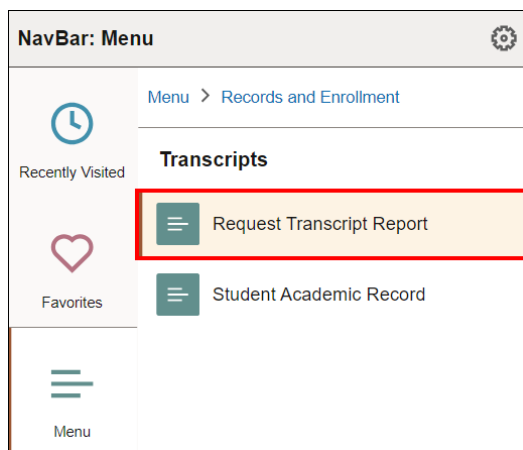 NavBar: Menu
Menu > Records and Enrollment
Recently Visited
Transcripts
Request Transcript Report
Favorites
Student Academic Record
Menu